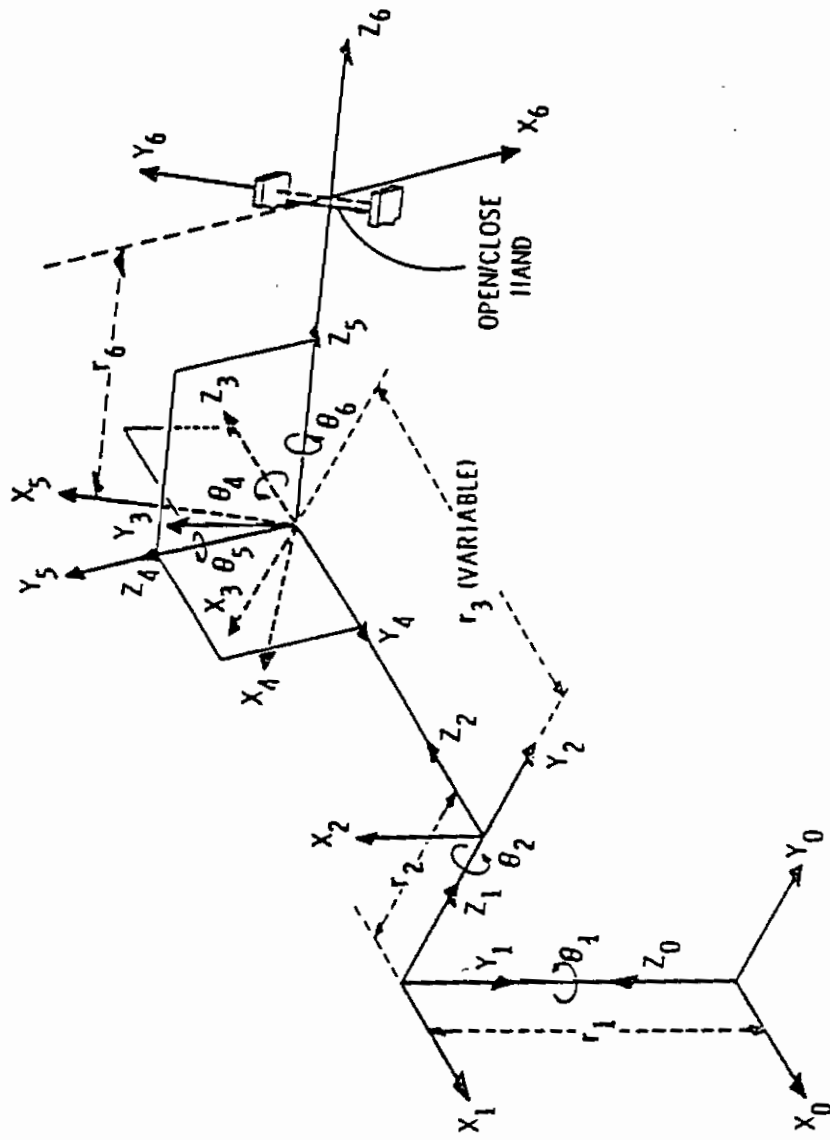 Z6
Y6
X6
OPEN/CLOSE
HAND
r6
Z5
Z3
θ6
X5
θ4
Y3
θ5
Y5
Z4
X3
X4
Y4
r3 (VARIABLE)
Z2
Y2
X2
r2
θ2
Z1
Y1
θ1
Z0
Y0
r1
X1
X0